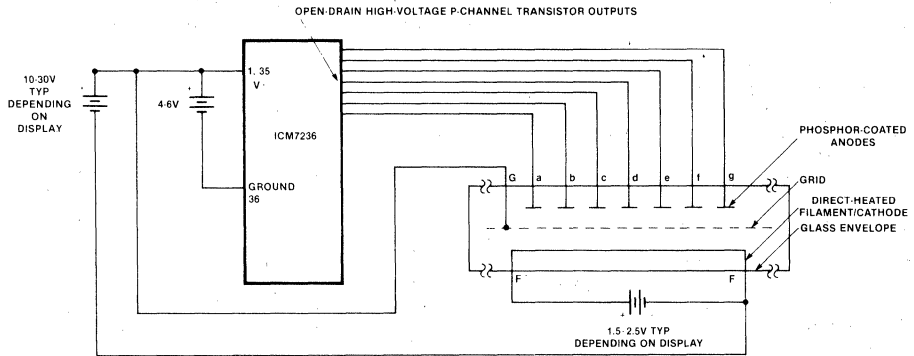 OPEN-DRAIN HIGH-VOLTAGE P-CHANNEL TRANSISTOR OUTPUTS
10-30V
TYP
DEPENDING
ON
DISPLAY
+
4-6V
+
1, 35
V
ICM7236
GROUND
36
G a b c d e f g
PHOSPHOR-COATED
ANODES
GRID
DIRECT-HEATED
FILAMENT/CATHODE
GLASS ENVELOPE
F F
+
1.5-2.5V TYP
DEPENDING ON DISPLAY